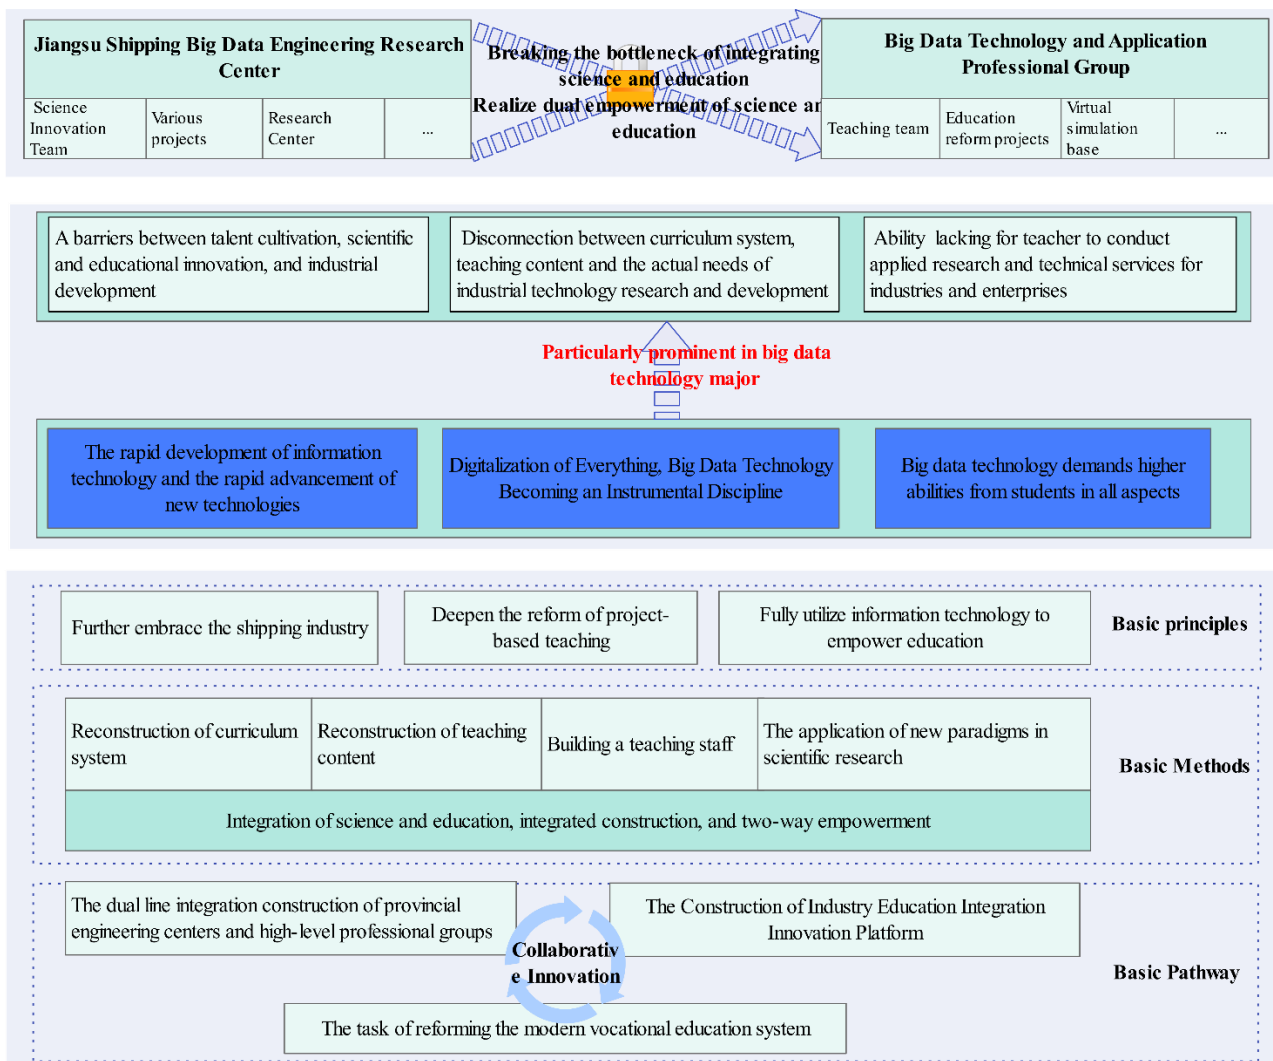 Jiangsu Shipping Big Data Engineering Research
Center
Science
Innovation
Team
Various
projects
Research
Center
...
Breaking the bottleneck of integrating
science and education
Realize dual empowerment of science an
education
Big Data Technology and Application
Professional Group
Teaching team
Education
reform projects
Virtual
simulation
base
...
A barriers between talent cultivation, scientific
and educational innovation, and industrial
development
Disconnection between curriculum system,
teaching content and the actual needs of
industrial technology research and development
Ability lacking for teacher to conduct
applied research and technical services for
industries and enterprises
Particularly prominent in big data
technology major
The rapid development of information
technology and the rapid advancement of
new technologies
Digitalization of Everything, Big Data Technology
Becoming an Instrumental Discipline
Big data technology demands higher
abilities from students in all aspects
Further embrace the shipping industry
Deepen the reform of project-
based teaching
Fully utilize information technology to
empower education
Basic principles
Reconstruction of curriculum
system
Reconstruction of teaching
content
Building a teaching staff
The application of new paradigms in
scientific research
Basic Methods
Integration of science and education, integrated construction, and two-way empowerment
The dual line integration construction of provincial
engineering centers and high-level professional groups
Collaborativ
e Innovation
The Construction of Industry Education Integration
Innovation Platform
Basic Pathway
The task of reforming the modern vocational education system